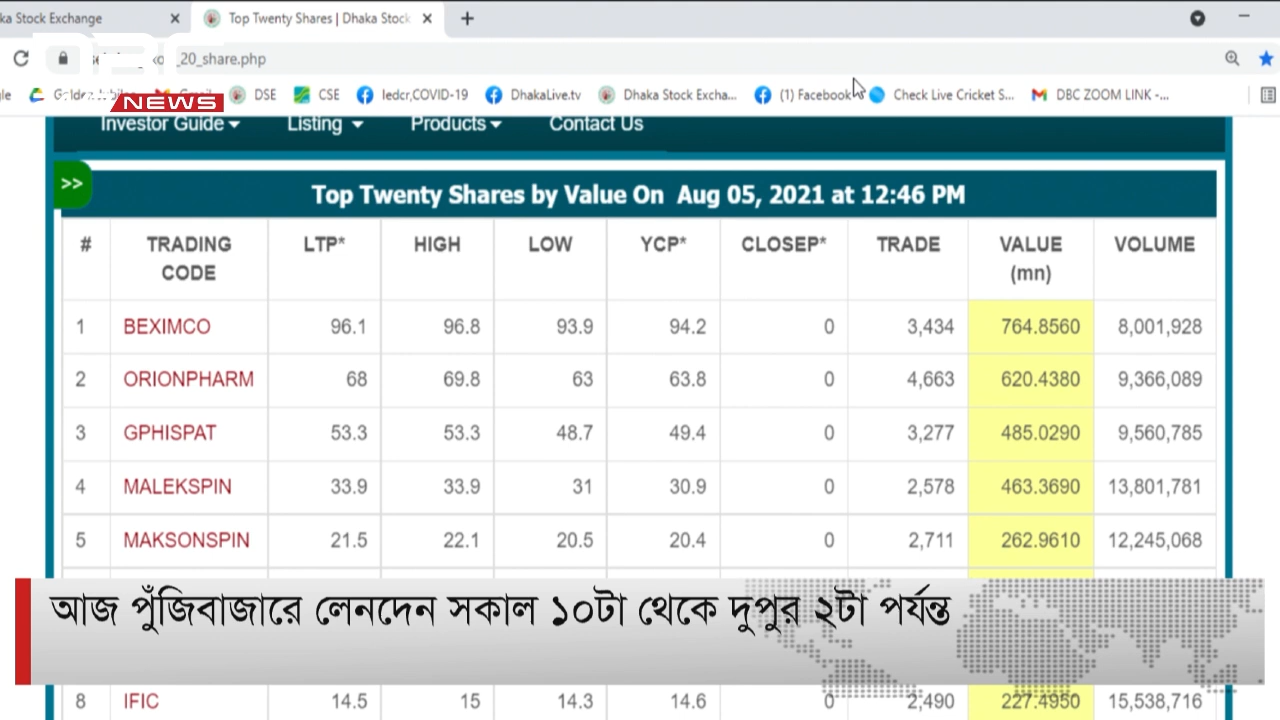 ka Stock Exchange
Top Twenty Shares | Dhaka Stock
_20_share.php
NEWS
DSE
CSE
Iedcr,COVID-19
DhakaLive.tv
Dhaka Stock Excha...
(1) Facebook
Check Live Cricket S...
DBC ZOOM LINK -...
Investor Guide
Listing
Products
Contact Us
>>
Top Twenty Shares by Value On Aug 05, 2021 at 12:46 PM
# TRADING CODE LTP* HIGH LOW YCP* CLOSEP* TRADE VALUE (mn) VOLUME
1 BEXIMCO 96.1 96.8 93.9 94.2 0 3,434 764.8560 8,001,928
2 ORIONPHARM 68 69.8 63 63.8 0 4,663 620.4380 9,366,089
3 GPHISPAT 53.3 53.3 48.7 49.4 0 3,277 485.0290 9,560,785
4 MALEKSPIN 33.9 33.9 31 30.9 0 2,578 463.3690 13,801,781
5 MAKSONSPIN 21.5 22.1 20.5 20.4 0 2,711 262.9610 12,245,068
আজ পুঁজিবাজারে লেনদেন সকাল ১০টা থেকে দুপুর ২টা পর্যন্ত
8 IFIC 14.5 15 14.3 14.6 0 2,490 227.4950 15,538,716